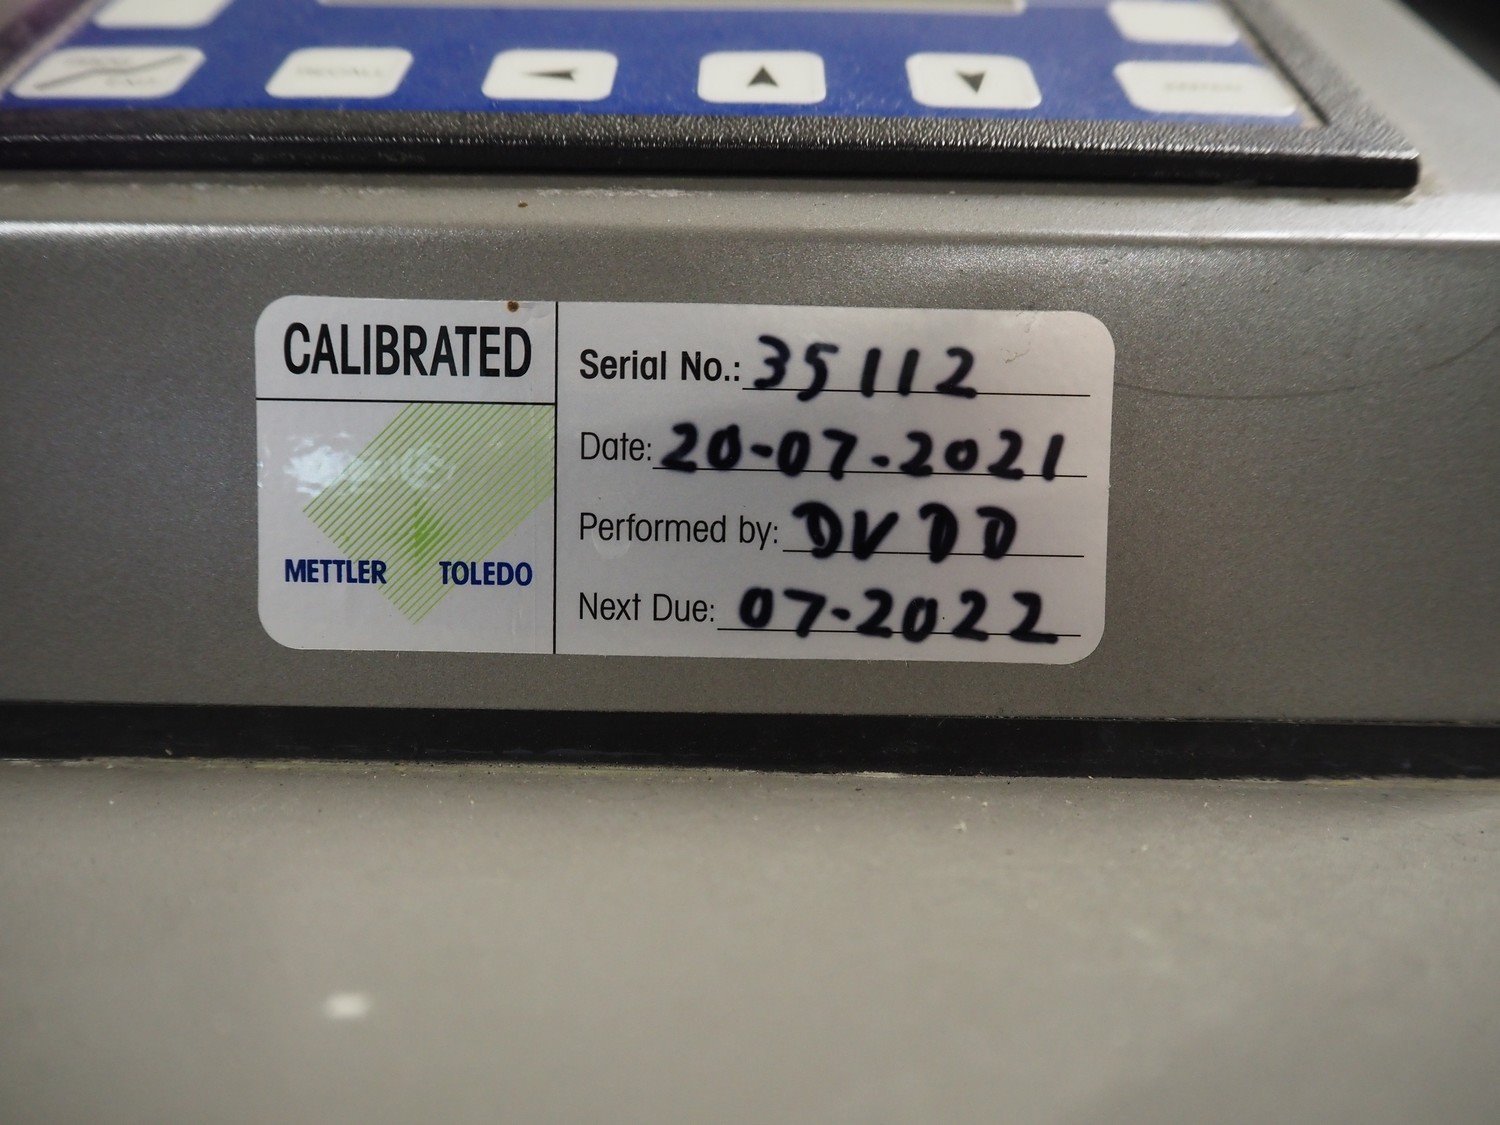 CALIBRATED
METTLER TOLEDO
Serial No.: 35112
Date: 20-07-2021
Performed by: DVDD
Next Due: 07-2022